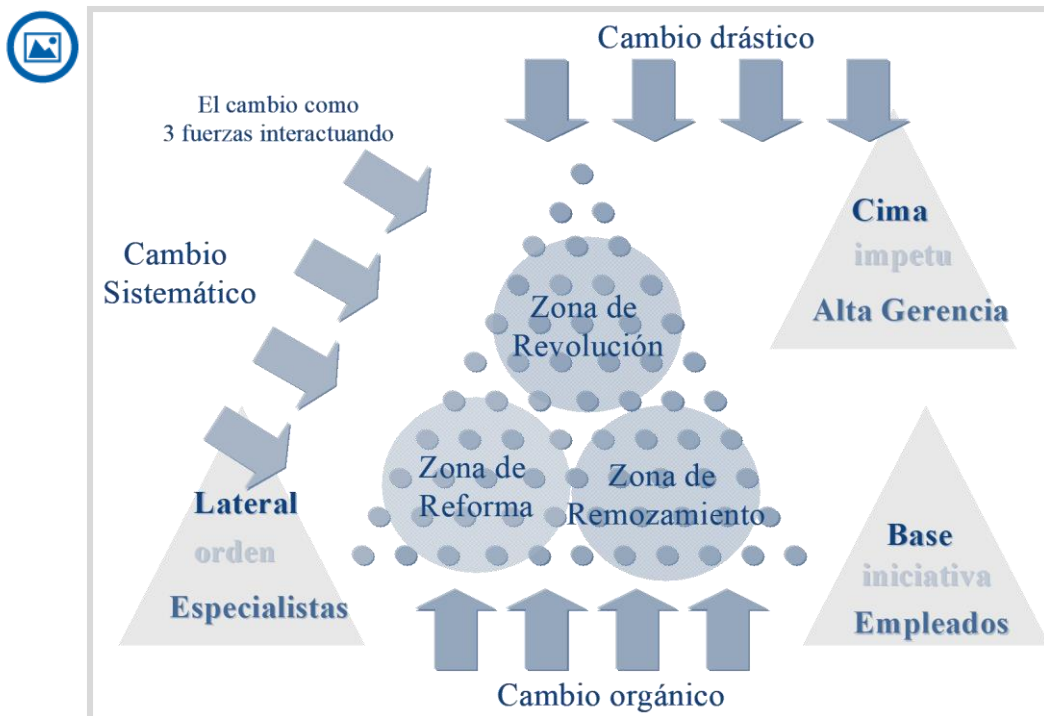 Cambio drástico
El cambio como
3 fuerzas interactuando
Cima
impetu
Alta Gerencia
Cambio
Sistemático
Zona de
Revolución
Zona de
Reforma
Zona de
Remozamiento
Lateral
orden
Especialistas
Base
iniciativa
Empleados
Cambio orgánico